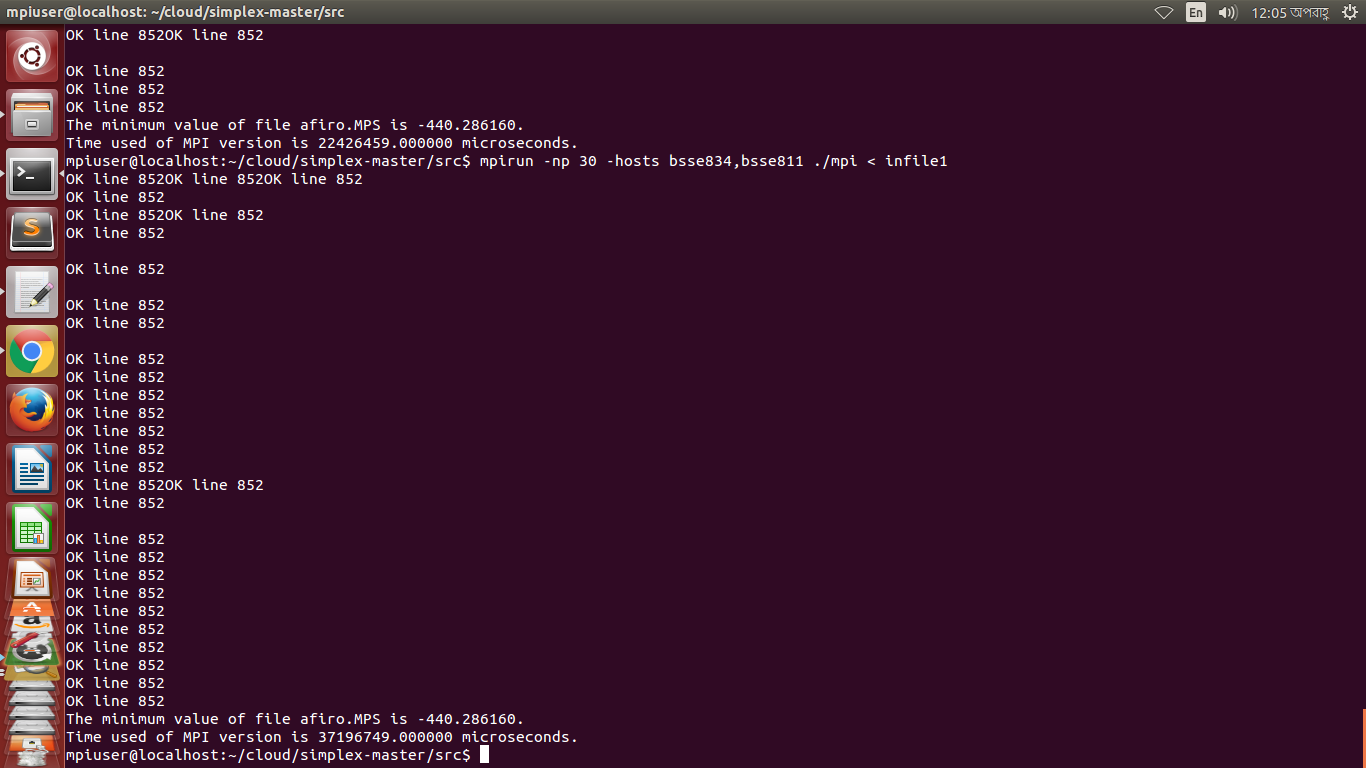 mpiuser@localhost: ~/cloud/simplex-master/src
En
12:05 অপরাহ্ণ
OK line 852OK line 852
OK line 852
OK line 852
OK line 852
The minimum value of file afiro.MPS is -440.286160.
Time used of MPI version is 22426459.000000 microseconds.
mpiuser@localhost:~/cloud/simplex-master/src$ mpirun -np 30 -hosts bsse834,bsse811 ./mpi < infile1
OK line 852OK line 852OK line 852
OK line 852
OK line 852OK line 852
OK line 852
OK line 852
OK line 852
OK line 852
OK line 852
OK line 852
OK line 852
OK line 852
OK line 852
OK line 852
OK line 852
OK line 852OK line 852
OK line 852
OK line 852
OK line 852
OK line 852
OK line 852
OK line 852
OK line 852
OK line 852
OK line 852
OK line 852
OK line 852
The minimum value of file afiro.MPS is -440.286160.
Time used of MPI version is 37196749.000000 microseconds.
mpiuser@localhost:~/cloud/simplex-master/src$